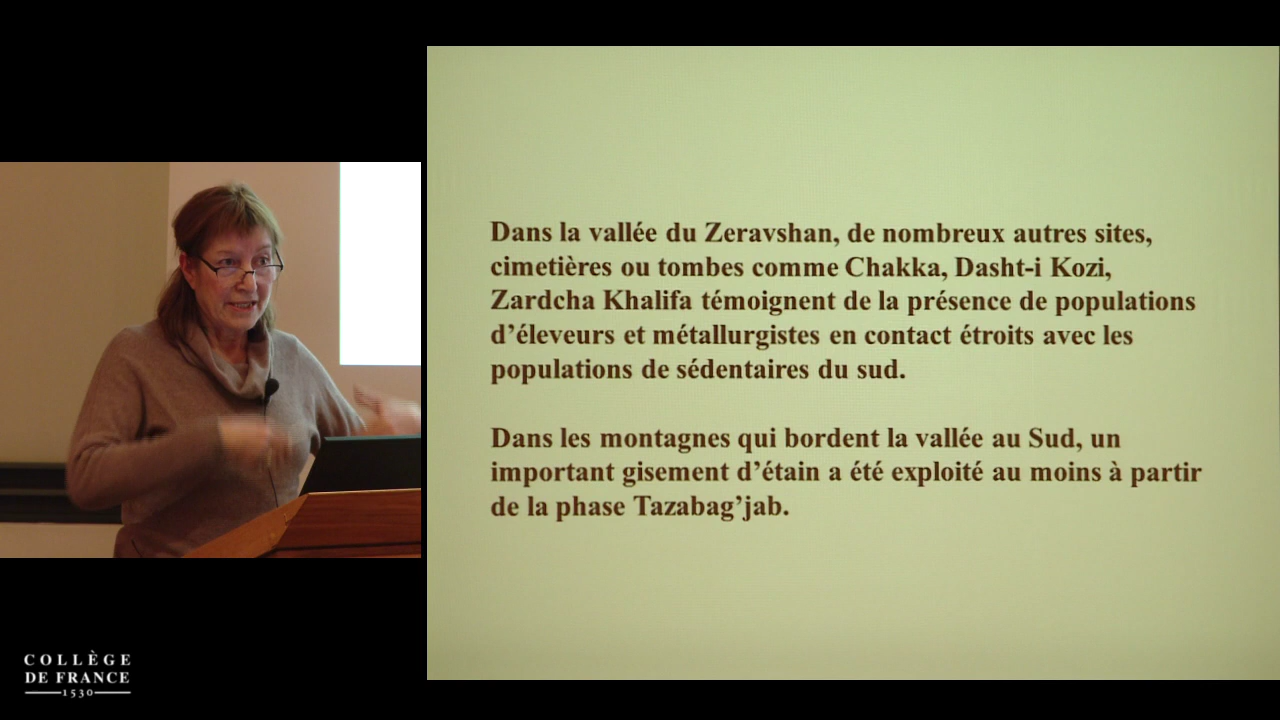 Dans la vallée du Zeravshan, de nombreux autres sites,
cimetières ou tombes comme Chakka, Dasht-i Kozi,
Zardcha Khalifa témoignent de la présence de populations
d’éleveurs et métallurgistes en contact étroits avec les
populations de sédentaires du sud.
Dans les montagnes qui bordent la vallée au Sud, un
important gisement d’étain a été exploité au moins à partir
de la phase Tazabag’jab.
COLLÈGE
DE FRANCE
1530